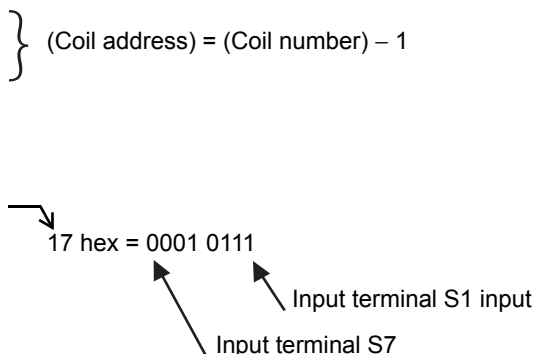 (Coil address) = (Coil number) − 1
17 hex = 0001 0111
Input terminal S1 input
Input terminal S7